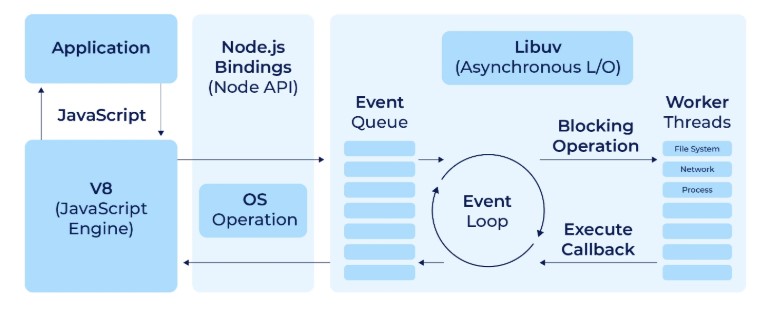 Application
JavaScript
V8
(JavaScript
Engine)
Node.js
Bindings
(Node API)
OS
Operation
Libuv
(Asynchronous L/O)
Event
Queue
Event
Loop
Blocking
Operation
Execute
Callback
Worker
Threads
File System
Network
Process